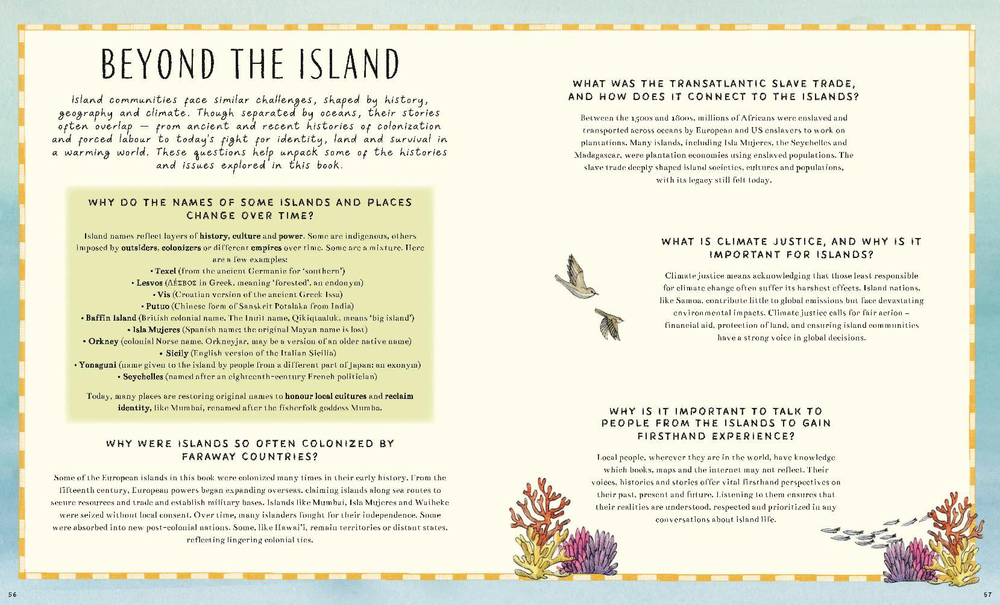 BEYOND THE ISLAND
Island communities face similar challenges, shaped by history,
geography and climate. Though separated by oceans, their stories
often overlap – from ancient and recent histories of colonization
and forced labour to today's fight for identity, land and survival in
a warming world. These questions help unpack some of the histories
and issues explored in this book.
WHY DO THE NAMES OF SOME ISLANDS AND PLACES
CHANGE OVER TIME?
Island names reflect layers of history, culture and power. Some are indigenous, others
imposed by outsiders, colonizers or different empires over time. Some are a mixture. Here
are a few examples:
• Texel (from the ancient Germanic for 'southern')
• Lesvos (ΛΈΣΒΟΣ in Greek, meaning 'forested', an endonym)
• Vis (Croatian version of the ancient Greek Issa)
• Putuo (Chinese form of Sanskrit Potalaka from India)
• Baffin Island (British colonial name. The Inuit name, Qikiqtaaluk, means 'big island')
• Isla Mujeres (Spanish name; the original Mayan name is lost)
• Orkney (colonial Norse name, Orkneyjar, may be a version of an older native name)
• Sicily (English version of the Italian Sicilia)
• Yonaguni (name given to the island by people from a different part of Japan: an exonym)
• Seychelles (named after an eighteenth-century French politician)
Today, many places are restoring original names to honour local cultures and reclaim
identity, like Mumbai, renamed after the fisherfolk goddess Mumba.
WHY WERE ISLANDS SO OFTEN COLONIZED BY
FARAWAY COUNTRIES?
Some of the European islands in this book were colonized many times in their early history. From the
fifteenth century, European powers began expanding overseas, claiming islands along sea routes to
secure resources and trade and establish military bases. Islands like Mumbai, Isla Mujeres and Waiheke
were seized without local consent. Over time, many islanders fought for their independence. Some
were absorbed into new post-colonial nations. Some, like Hawai'i, remain territories or distant states,
reflecting lingering colonial ties.
56
WHAT WAS THE TRANSATLANTIC SLAVE TRADE,
AND HOW DOES IT CONNECT TO THE ISLANDS?
Between the 1500s and 1800s, millions of Africans were enslaved and
transported across oceans by European and US enslavers to work on
plantations. Many islands, including Isla Mujeres, the Seychelles and
Madagascar, were plantation economies using enslaved populations. The
slave trade deeply shaped island societies, cultures and populations,
with its legacy still felt today.
WHAT IS CLIMATE JUSTICE, AND WHY IS IT
IMPORTANT FOR ISLANDS?
Climate justice means acknowledging that those least responsible
for climate change often suffer its harshest effects. Island nations,
like Samoa, contribute little to global emissions but face devastating
environmental impacts. Climate justice calls for fair action –
financial aid, protection of land, and ensuring island communities
have a strong voice in global decisions.
WHY IS IT IMPORTANT TO TALK TO
PEOPLE FROM THE ISLANDS TO GAIN
FIRSTHAND EXPERIENCE?
Local people, wherever they are in the world, have knowledge
which books, maps and the internet may not reflect. Their
voices, histories and stories offer vital firsthand perspectives on
their past, present and future. Listening to them ensures that
their realities are understood, respected and prioritized in any
conversations about island life.
57